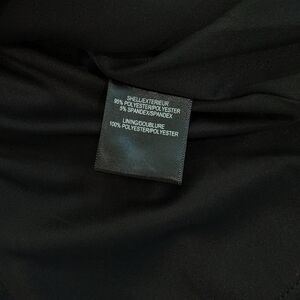 SHELL/EXTERIEUR
95% POLYESTER/POLYESTER
5% SPANDEX/SPANDEX
LINING/DOUBLURE
100% POLYESTER/POLYESTER